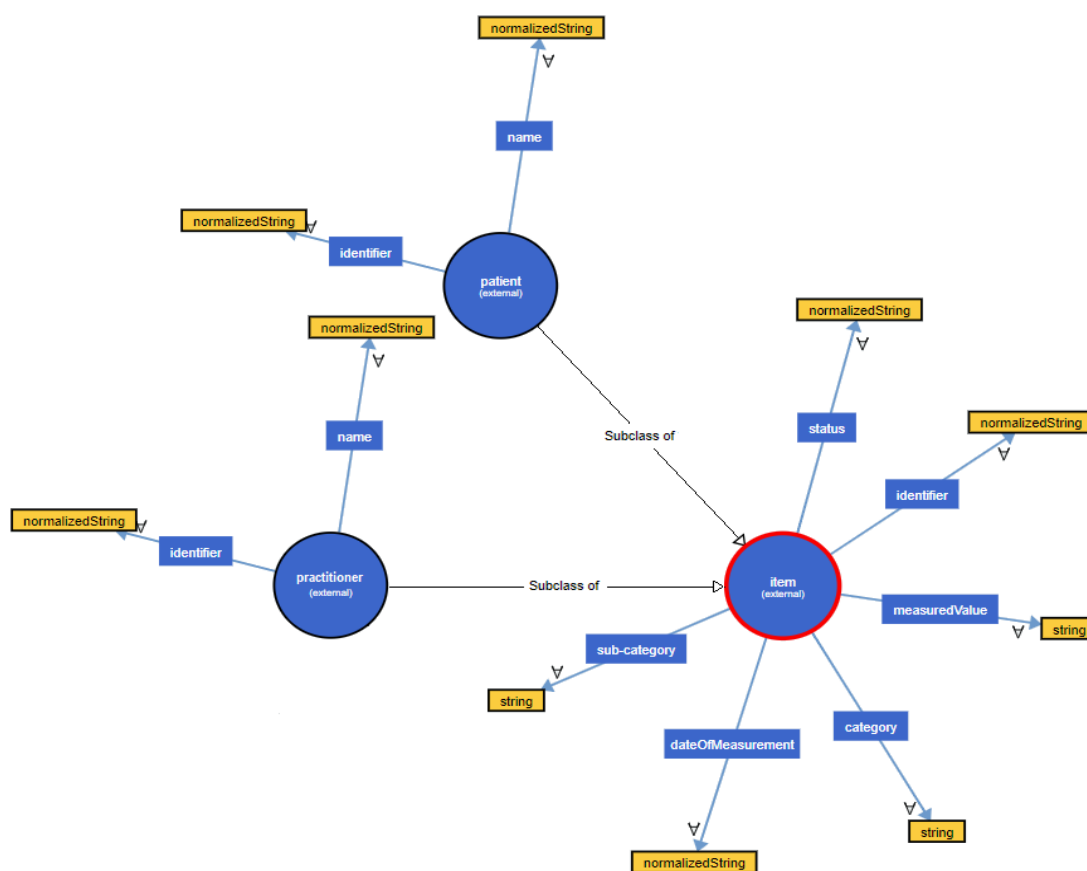 normalizedString
∀
name
normalizedString
∀
identifier
patient
(external)
normalizedString
∀
name
normalizedString
∀
status
Subclass of
normalizedString
∀
identifier
normalizedString
∀
identifier
practitioner
(external)
Subclass of
item
(external)
measuredValue
∀
string
sub-category
∀
string
dateOfMeasurement
category
∀
string
∀
normalizedString